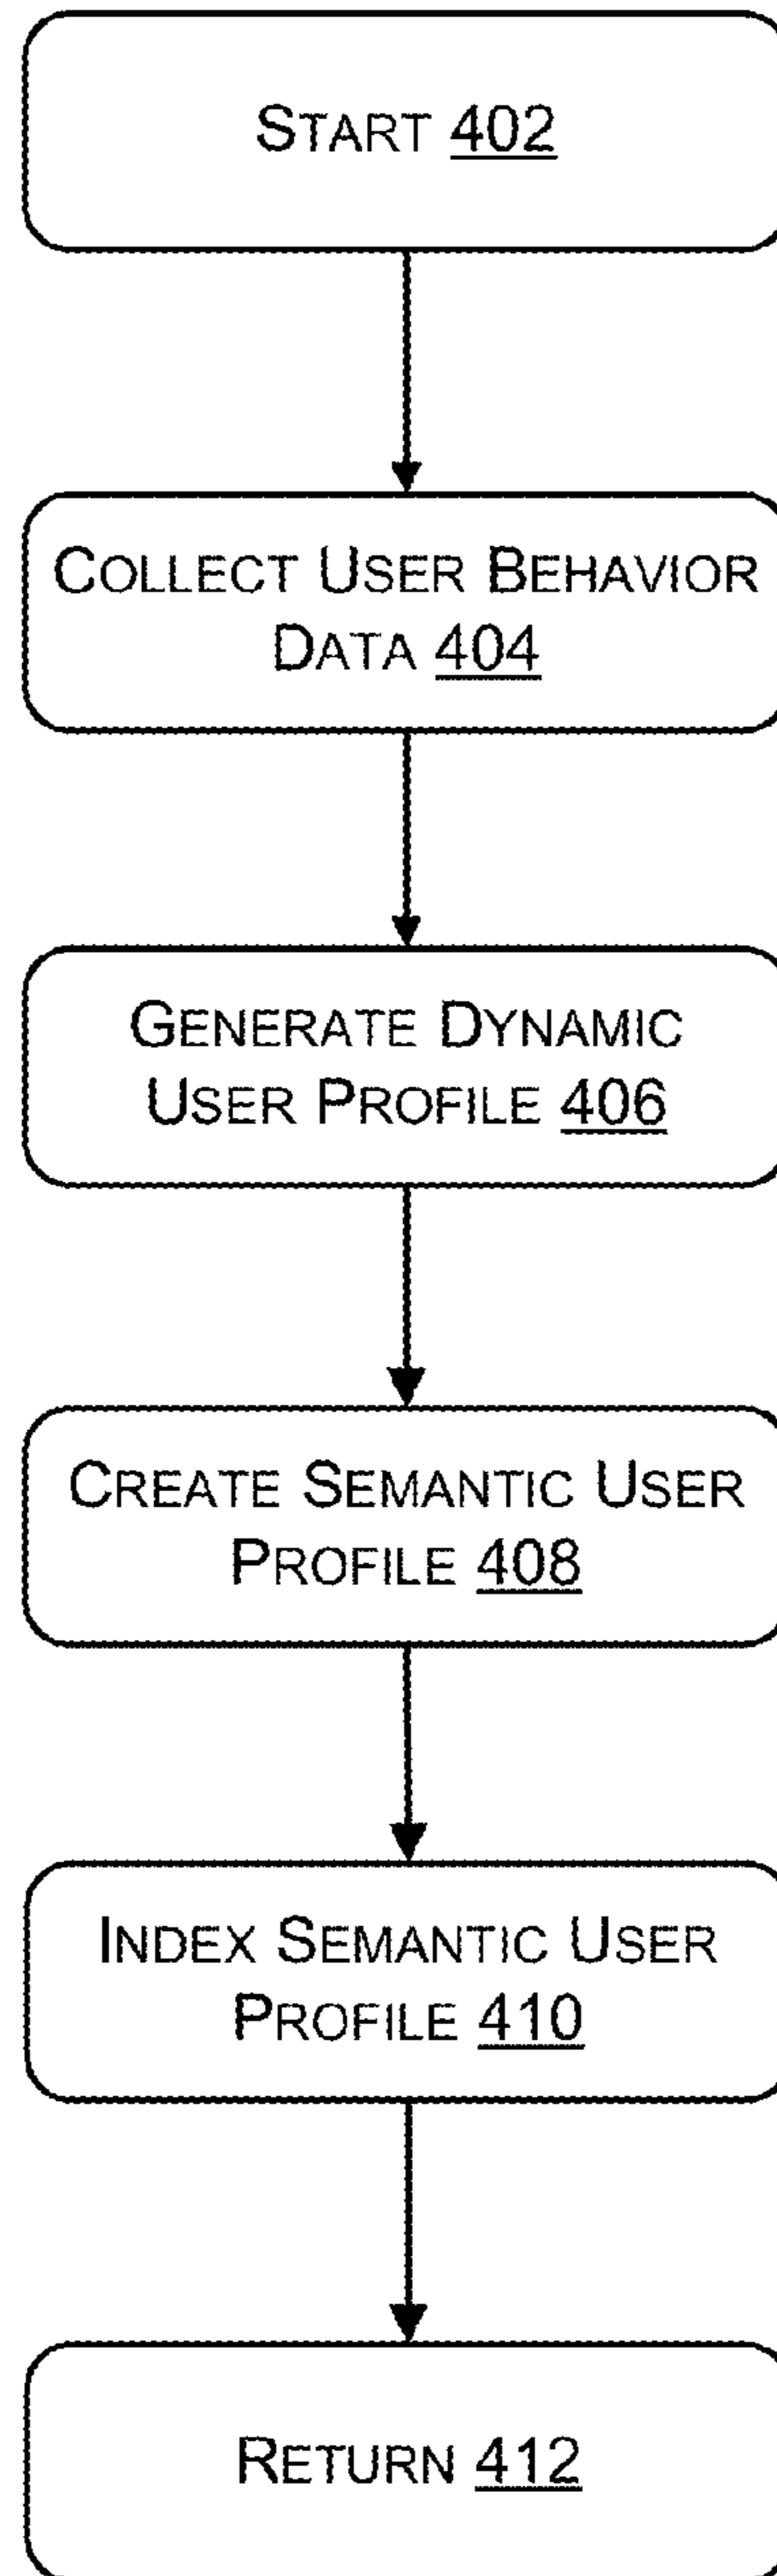 START 402
COLLECT USER BEHAVIOR
DATA 404
GENERATE DYNAMIC
USER PROFILE 406
CREATE SEMANTIC USER
PROFILE 408
INDEX SEMANTIC USER
PROFILE 410
RETURN 412